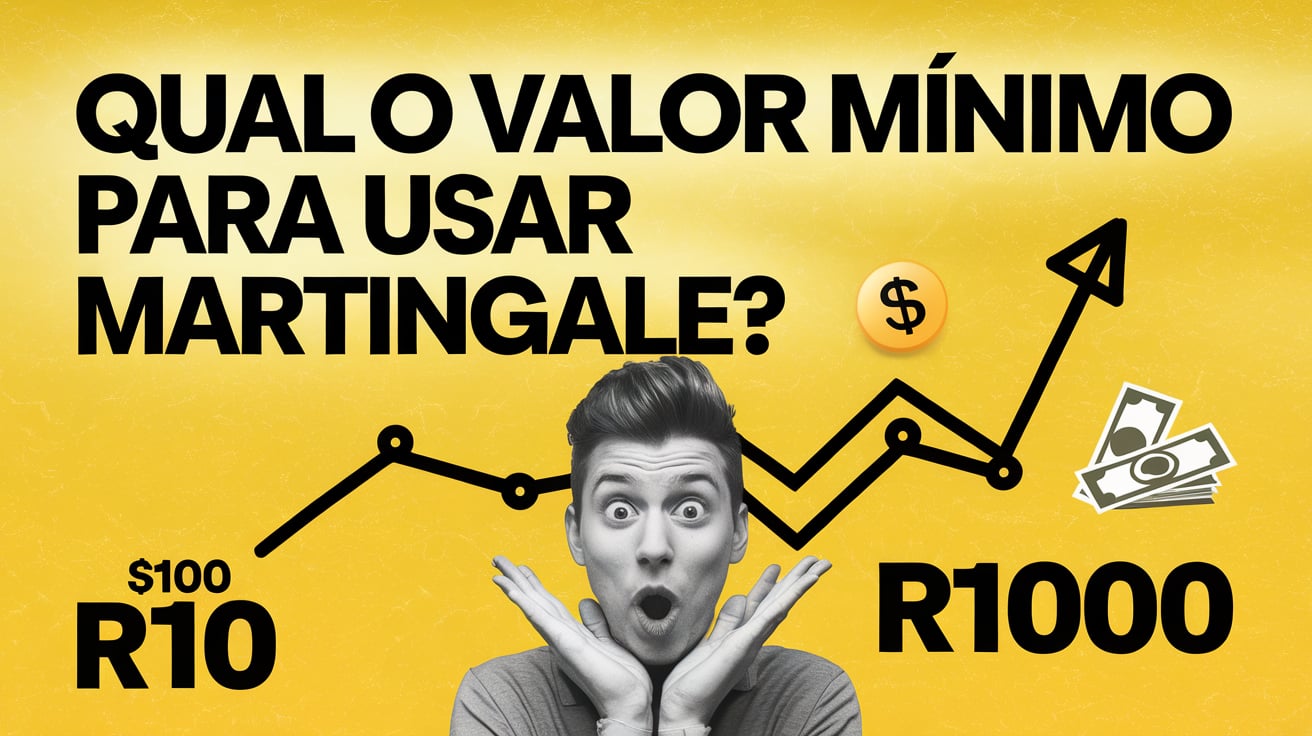 QUAL O VALOR MÍNIMO
PARA USAR
MARTINGALE?
$
$100
R10
R1000